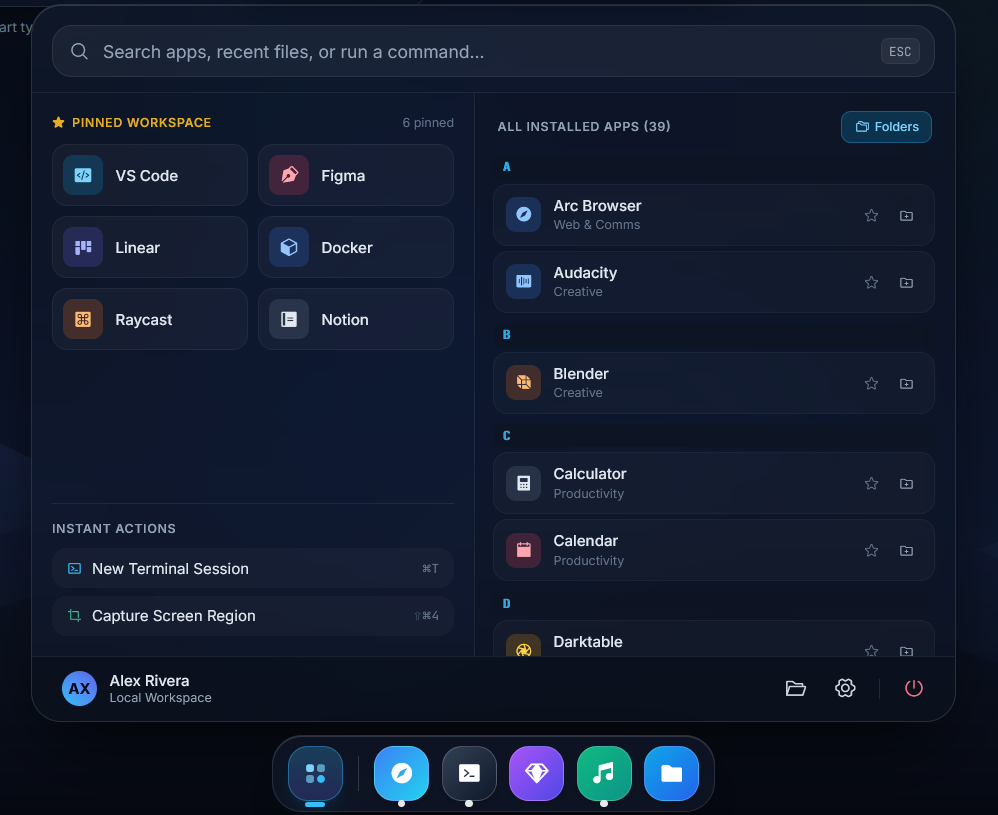 art ty
Search apps, recent files, or run a command...
ESC
PINNED WORKSPACE
6 pinned
VS Code
Figma
Linear
Docker
Raycast
Notion
INSTANT ACTIONS
New Terminal Session
⌘T
Capture Screen Region
⇧⌘4
ALL INSTALLED APPS (39)
Folders
A
Arc Browser
Web & Comms
Audacity
Creative
B
Blender
Creative
C
Calculator
Productivity
Calendar
Productivity
D
Darktable
AX
Alex Rivera
Local Workspace